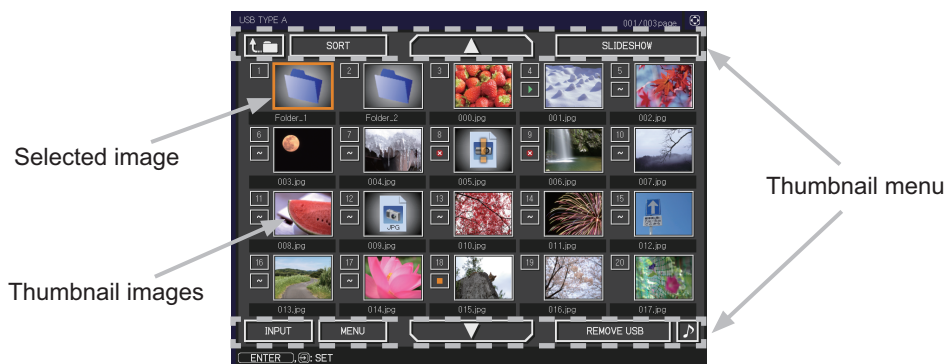 USB TYPE A 001/003page
SORT SLIDESHOW
1 2 3 4 5
Folder_1 Folder_2 000.jpg 001.jpg 002.jpg
6 7 8 9 10
003.jpg 004.jpg 005.jpg 006.jpg 007.jpg
11 12 13 14 15
JPG
008.jpg 009.jpg 010.jpg 011.jpg 012.jpg
16 17 18 19 20
013.jpg 014.jpg 015.jpg 016.jpg 017.jpg
INPUT MENU REMOVE USB
ENTER , : SET
Selected image
Thumbnail images
Thumbnail menu